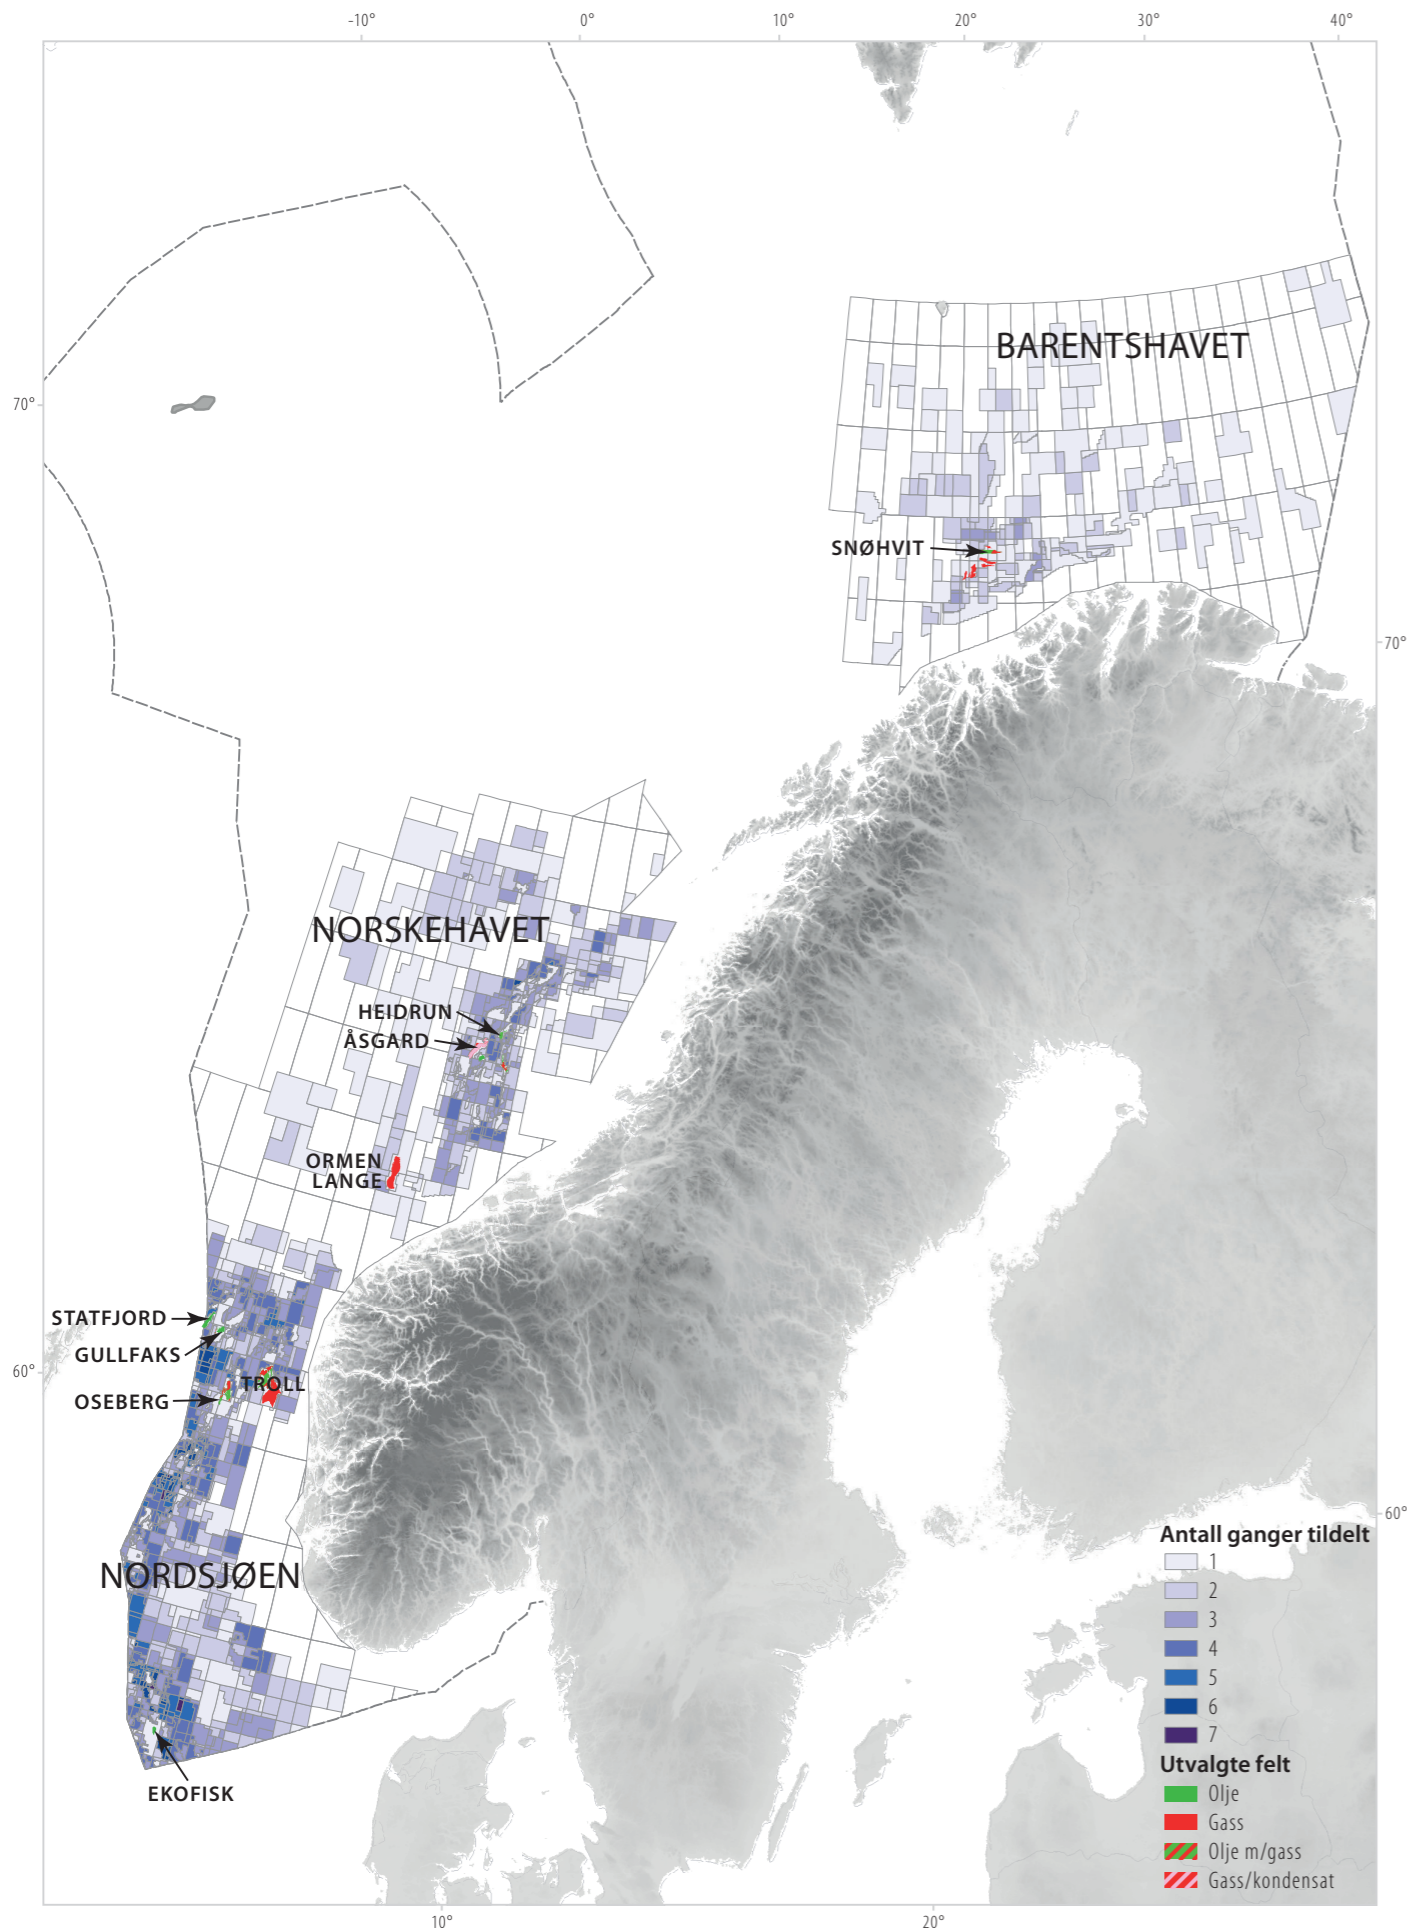 -10°
0°
10°
20°
30°
40°
BARENTSHAVET
70°
SNØHVIT
70°
NORSKEHAVET
HEIDRUN
ÅSGARD
ORMEN
LANGE
STATFJORD
GULLFAKS
60°
TROLL
OSEBERG
60°
NORDSJØEN
EKOFISK
Antall ganger tildelt
1
2
3
4
5
6
7
Utvalgte felt
Olje
Gass
Olje m/gass
Gass/kondensat
10°
20°